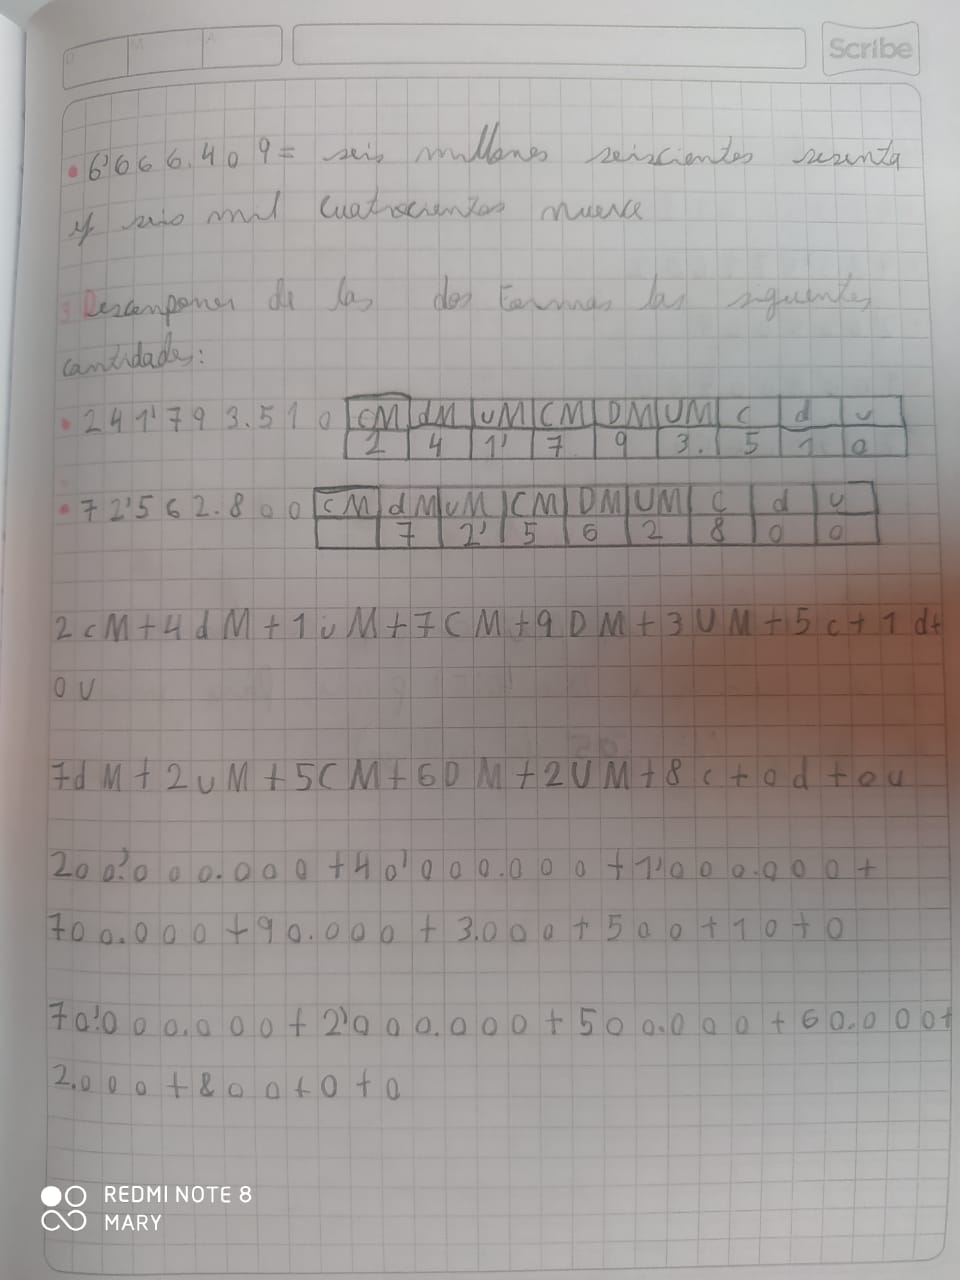 D M A
Scribe
• 6'666.409 = seis millones seiscientos sesenta
y seis mil cuatrocientos nueve
3 Descomponer de las dos formas las siguientes
cantidades:
• 241'793.510 cM dM uM CM DM UM c d u
2 4 1' 7 9 3. 5 1 0
• 72'562.800 cM dM uM CM DM UM c d u
7 2' 5 6 2 8 0 0
2cM+4dM+1uM+7CM+9DM+3UM+5c+1d+
0u
7dM+2uM+5CM+6DM+2UM+8c+0d+0u
200'000.000+40'000.000+1'000.000+
700.000+90.000+3.000+500+10+0
70'000.000+2'000.000+500.000+60.000+
2.000+800+0+0
REDMI NOTE 8
MARY